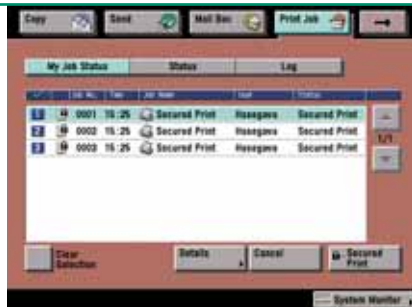 Copy Send Mail Box Print Job
My Job Status Status Log
Job No. Time Job Name User Status
1 0001 15:25 Secured Print Hasegawa Secured Print
2 0002 15:25 Secured Print Hasegawa Secured Print
3 0003 15:25 Secured Print Hasegawa Secured Print
1/1
Clear Selection
Details Cancel Secured Print
System Monitor